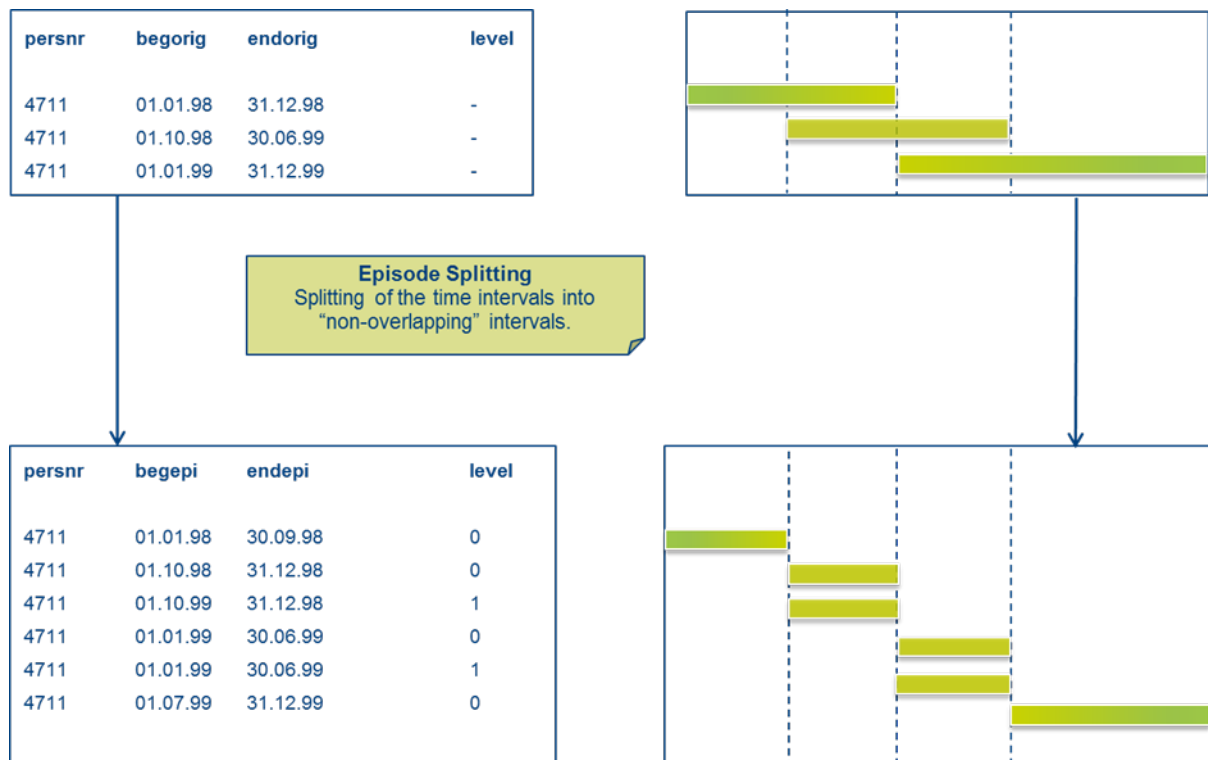 persnr begorig endorig level
4711 01.01.98 31.12.98 -
4711 01.10.98 30.06.99 -
4711 01.01.99 31.12.99 -
Episode Splitting
Splitting of the time intervals into
“non-overlapping” intervals.
persnr begepi endepi level
4711 01.01.98 30.09.98 0
4711 01.10.98 31.12.98 0
4711 01.10.99 31.12.98 1
4711 01.01.99 30.06.99 0
4711 01.01.99 30.06.99 1
4711 01.07.99 31.12.99 0